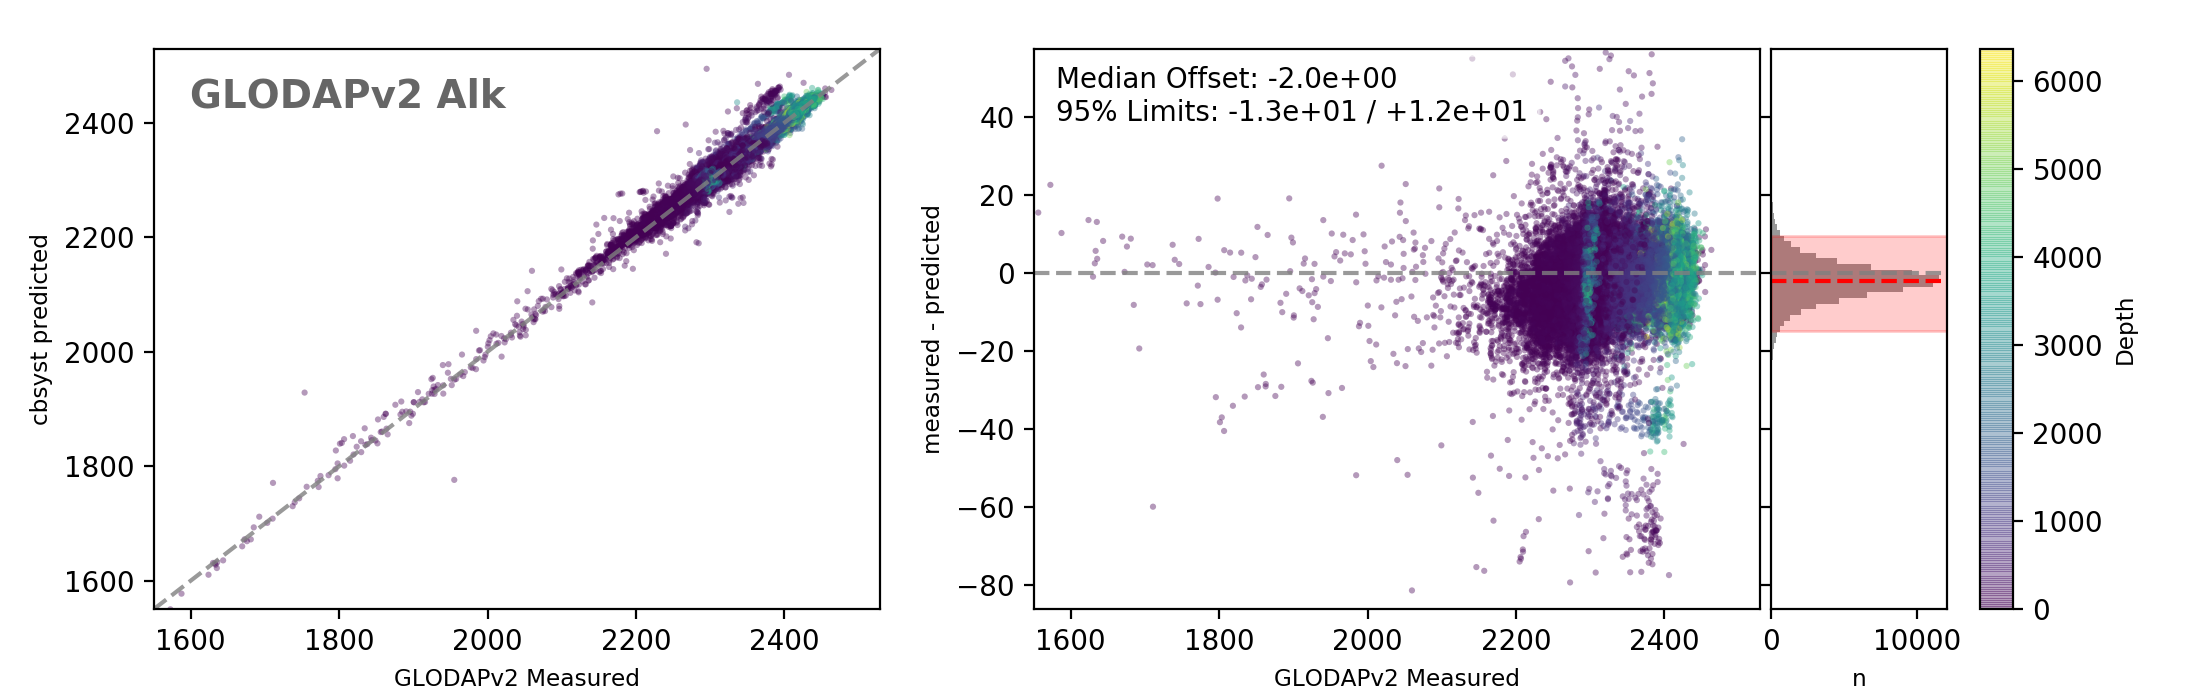 GLODAPv2 Alk
cbsyst predicted
2400
2200
2000
1800
1600
1600 1800 2000 2200 2400
GLODAPv2 Measured
Median Offset: -2.0e+00
95% Limits: -1.3e+01 / +1.2e+01
measured - predicted
40
20
0
−20
−40
−60
−80
1600 1800 2000 2200 2400
GLODAPv2 Measured
0 10000
n
6000
5000
4000
3000
2000
1000
0
Depth